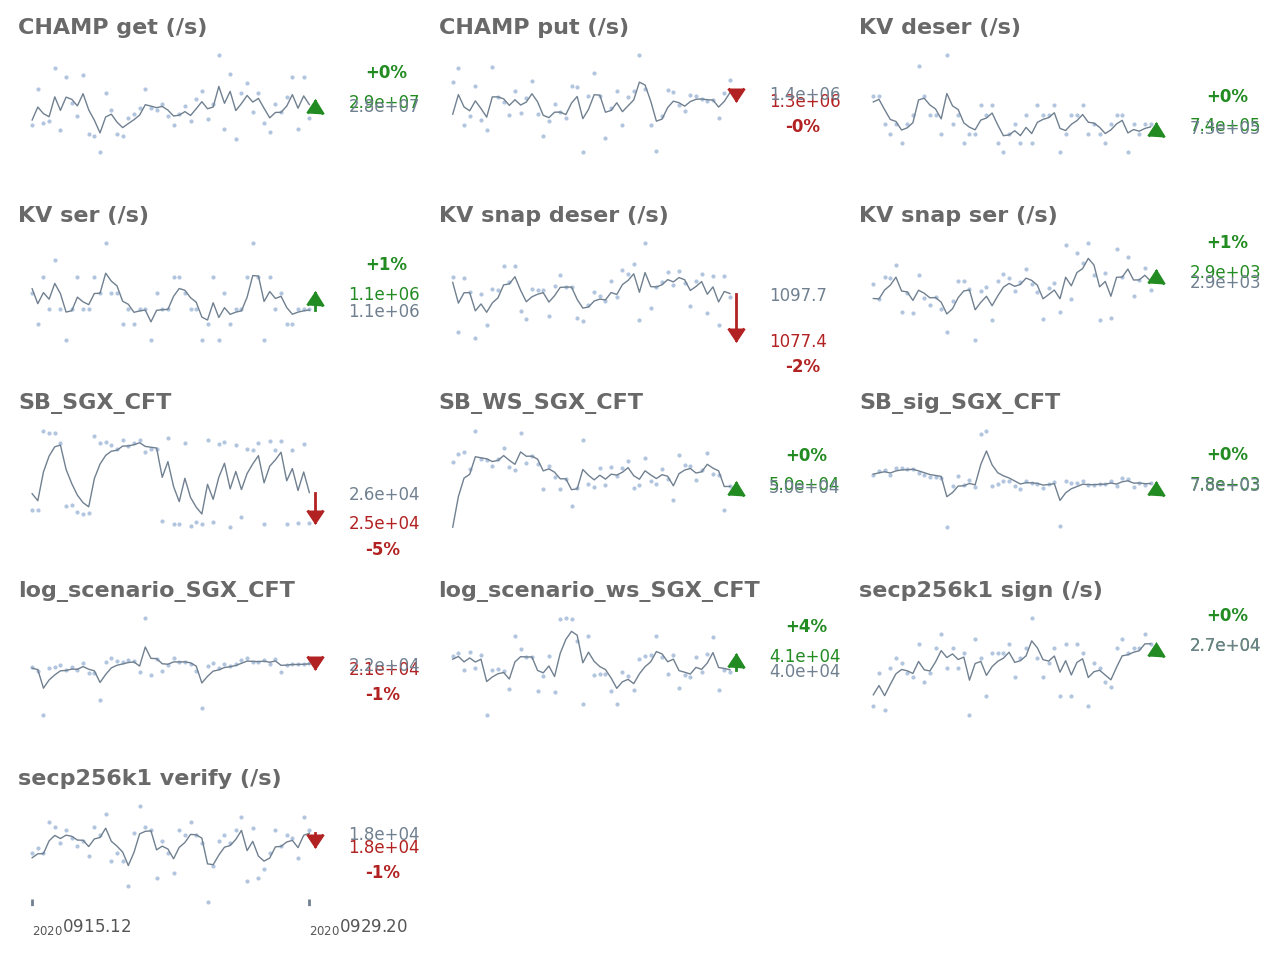 CHAMP get (/s)
+0%
2.9e+07
2.8e+07
CHAMP put (/s)
1.4e+06
1.3e+06
-0%
KV deser (/s)
+0%
7.4e+05
7.3e+05
KV ser (/s)
+1%
1.1e+06
1.1e+06
KV snap deser (/s)
1097.7
1077.4
-2%
KV snap ser (/s)
+1%
2.9e+03
2.9e+03
SB_SGX_CFT
2.6e+04
2.5e+04
-5%
SB_WS_SGX_CFT
+0%
5.0e+04
5.0e+04
SB_sig_SGX_CFT
+0%
7.8e+03
7.8e+03
log_scenario_SGX_CFT
2.2e+04
2.1e+04
-1%
log_scenario_ws_SGX_CFT
+4%
4.1e+04
4.0e+04
secp256k1 sign (/s)
+0%
2.7e+04
secp256k1 verify (/s)
1.8e+04
1.8e+04
-1%
20200915.12
20200929.20